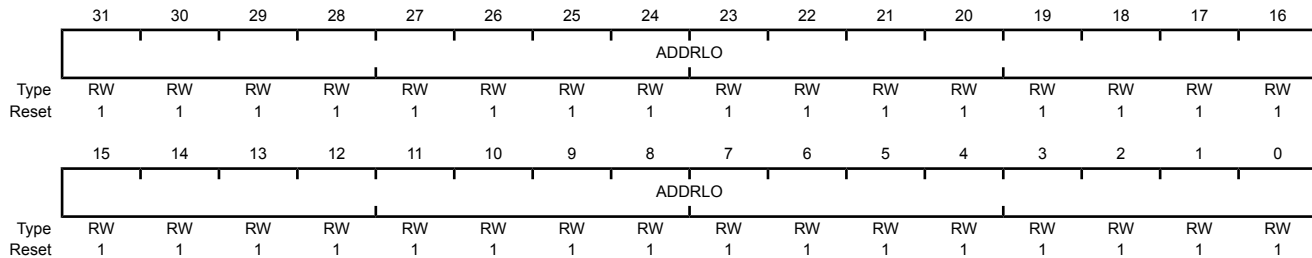 31 30 29 28 27 26 25 24 23 22 21 20 19 18 17 16
ADDRLO
Type RW RW RW RW RW RW RW RW RW RW RW RW RW RW RW RW
Reset 1 1 1 1 1 1 1 1 1 1 1 1 1 1 1 1
15 14 13 12 11 10 9 8 7 6 5 4 3 2 1 0
ADDRLO
Type RW RW RW RW RW RW RW RW RW RW RW RW RW RW RW RW
Reset 1 1 1 1 1 1 1 1 1 1 1 1 1 1 1 1